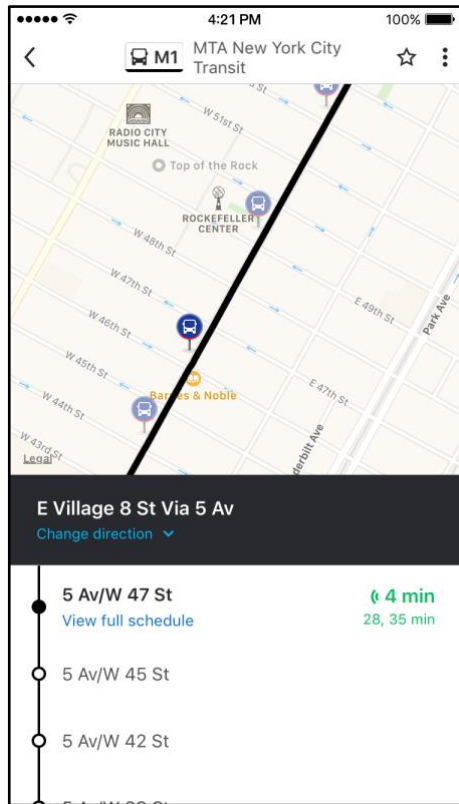 4:21 PM
100%
M1
MTA New York City
Transit
W 51st St
RADIO CITY
MUSIC HALL
Top of the Rock
ROCKEFELLER
CENTER
W 48th St
W 47th St
E 49th St
Park Ave
W 46th St
W 45th St
E 47th St
Barnes & Noble
W 44th St
W 43rd St
Legal
E Village 8 St Via 5 Av
Change direction
5 Av/W 47 St
4 min
View full schedule
28, 35 min
5 Av/W 45 St
5 Av/W 42 St